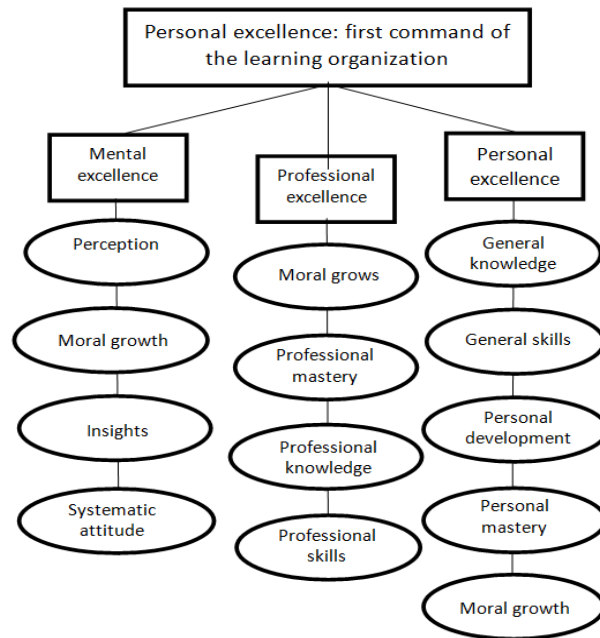 Personal excellence: first command of
the learning organization
Mental
excellence
Perception
Moral growth
Insights
Systematic
attitude
Professional
excellence
Moral grows
Professional
mastery
Professional
knowledge
Professional
skills
Personal
excellence
General
knowledge
General skills
Personal
development
Personal
mastery
Moral growth